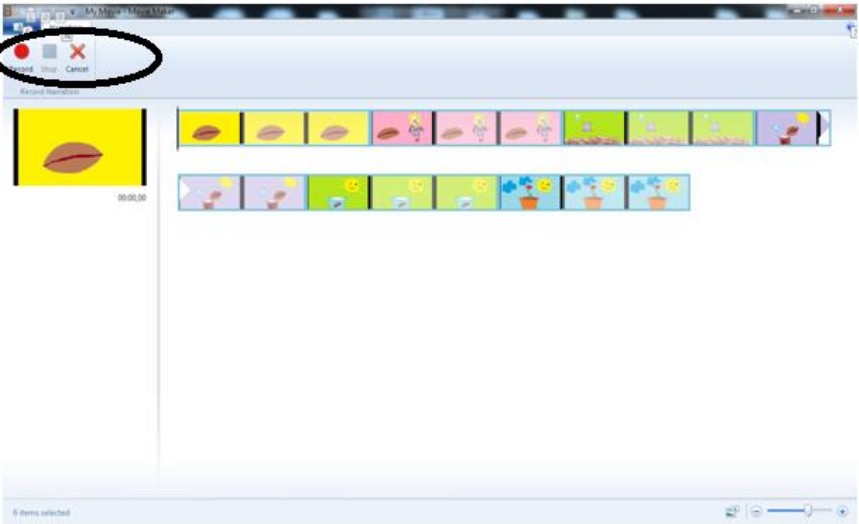 My Movie - Movie Maker
Record Stop Cancel
Record Narration
00:00,00
6 items selected